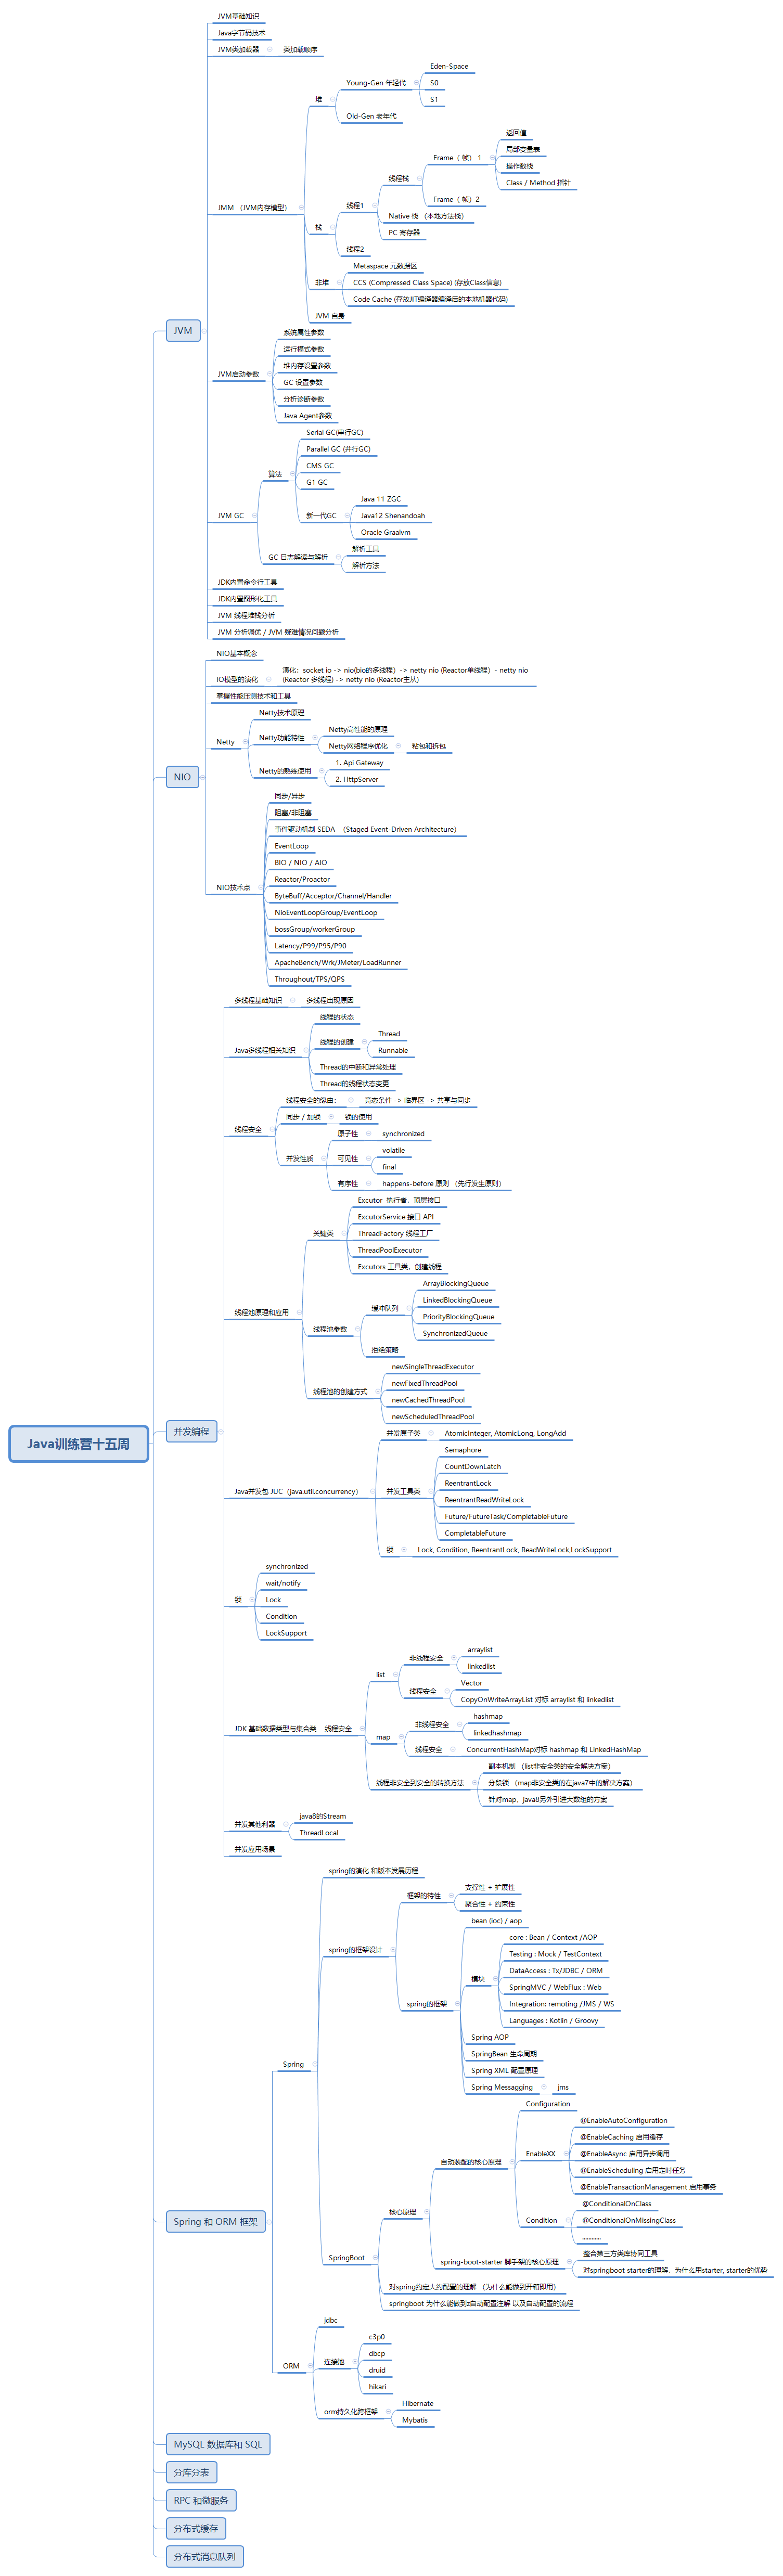 Java训练营十五周
JVM
JVM基础知识
Java字节码技术
JVM类加载器
类加载顺序
JMM （JVM内存模型）
堆
Young-Gen 年轻代
Eden-Space
S0
S1
Old-Gen 老年代
栈
线程1
线程栈
Frame（ 帧） 1
返回值
局部变量表
操作数栈
Class / Method 指针
Frame（ 帧）2
Native 栈 （本地方法栈）
PC 寄存器
线程2
非堆
Metaspace 元数据区
CCS (Compressed Class Space) (存放Class信息)
Code Cache (存放JIT编译器编译后的本地机器代码)
JVM 自身
JVM启动参数
系统属性参数
运行模式参数
堆内存设置参数
GC 设置参数
分析诊断参数
Java Agent参数
JVM GC
算法
Serial GC(串行GC)
Parallel GC (并行GC)
CMS GC
G1 GC
新一代GC
Java 11 ZGC
Java12 Shenandoah
Oracle Graalvm
GC 日志解读与解析
解析工具
解析方法
JDK内置命令行工具
JDK内置图形化工具
JVM 线程堆栈分析
JVM 分析调优 / JVM 疑难情况问题分析
NIO
NIO基本概念
IO模型的演化
演化：socket io -> nio(bio的多线程）-> netty nio (Reactor单线程）- netty nio
(Reactor 多线程) -> netty nio (Reactor主从)
掌握性能压测技术和工具
Netty
Netty技术原理
Netty功能特性
Netty高性能的原理
Netty网络程序优化
粘包和拆包
Netty的熟练使用
1. Api Gateway
2. HttpServer
NIO技术点
同步/异步
阻塞/非阻塞
事件驱动机制 SEDA （Staged Event-Driven Architecture）
EventLoop
BIO / NIO / AIO
Reactor/Proactor
ByteBuff/Acceptor/Channel/Handler
NioEventLoopGroup/EventLoop
bossGroup/workerGroup
Latency/P99/P95/P90
ApacheBench/Wrk/JMeter/LoadRunner
Throughout/TPS/QPS
并发编程
多线程基础知识
多线程出现原因
Java多线程相关知识
线程的状态
线程的创建
Thread
Runnable
Thread的中断和异常处理
Thread的线程状态变更
线程安全
线程安全的缘由：
竞态条件 -> 临界区 -> 共享与同步
同步 / 加锁
锁的使用
并发性质
原子性
synchronized
可见性
volatile
final
有序性
happens-before 原则 （先行发生原则）
线程池原理和应用
关键类
Excutor 执行者，顶层接口
ExcutorService 接口 API
ThreadFactory 线程工厂
ThreadPoolExecutor
Excutors 工具类，创建线程
线程池参数
缓冲队列
ArrayBlockingQueue
LinkedBlockingQueue
PriorityBlockingQueue
SynchronizedQueue
拒绝策略
线程池的创建方式
newSingleThreadExecutor
newFixedThreadPool
newCachedThreadPool
newScheduledThreadPool
Java并发包 JUC（java.util.concurrency）
并发原子类
AtomicInteger, AtomicLong, LongAdd
并发工具类
Semaphore
CountDownLatch
ReentrantLock
ReentrantReadWriteLock
Future/FutureTask/CompletableFuture
CompletableFuture
锁
Lock, Condition, ReentrantLock, ReadWriteLock,LockSupport
锁
synchronized
wait/notify
Lock
Condition
LockSupport
JDK 基础数据类型与集合类 线程安全
list
非线程安全
arraylist
linkedlist
线程安全
Vector
CopyOnWriteArrayList 对标 arraylist 和 linkedlist
map
非线程安全
hashmap
linkedhashmap
线程安全
ConcurrentHashMap对标 hashmap 和 LinkedHashMap
线程非安全到安全的转换方法
副本机制 （list非安全类的安全解决方案）
分段锁 （map非安全类的在java7中的解决方案）
针对map，java8另外引进大数组的方案
并发其他利器
java8的Stream
ThreadLocal
并发应用场景
Spring 和 ORM 框架
Spring
spring的演化 和版本发展历程
spring的框架设计
框架的特性
支撑性 + 扩展性
聚合性 + 约束性
spring的框架
bean (ioc) / aop
模块
core : Bean / Context /AOP
Testing : Mock / TestContext
DataAccess : Tx/JDBC / ORM
SpringMVC / WebFlux : Web
Integration: remoting /JMS / WS
Languages : Kotlin / Groovy
Spring AOP
SpringBean 生命周期
Spring XML 配置原理
Spring Messagging
jms
SpringBoot
核心原理
自动装配的核心原理
Configuration
EnableXX
@EnableAutoConfiguration
@EnableCaching 启用缓存
@EnableAsync 启用异步调用
@EnableScheduling 启用定时任务
@EnableTransactionManagement 启用事务
Condition
@ConditionalOnClass
@ConditionalOnMissingClass
............
spring-boot-starter 脚手架的核心原理
整合第三方类库协同工具
对springboot starter的理解，为什么用starter, starter的优势
对spring约定大约配置的理解 （为什么能做到开箱即用）
springboot 为什么能做到z自动配置注解 以及自动配置的流程
ORM
jdbc
连接池
c3p0
dbcp
druid
hikari
orm持久化跨框架
Hibernate
Mybatis
MySQL 数据库和 SQL
分库分表
RPC 和微服务
分布式缓存
分布式消息队列